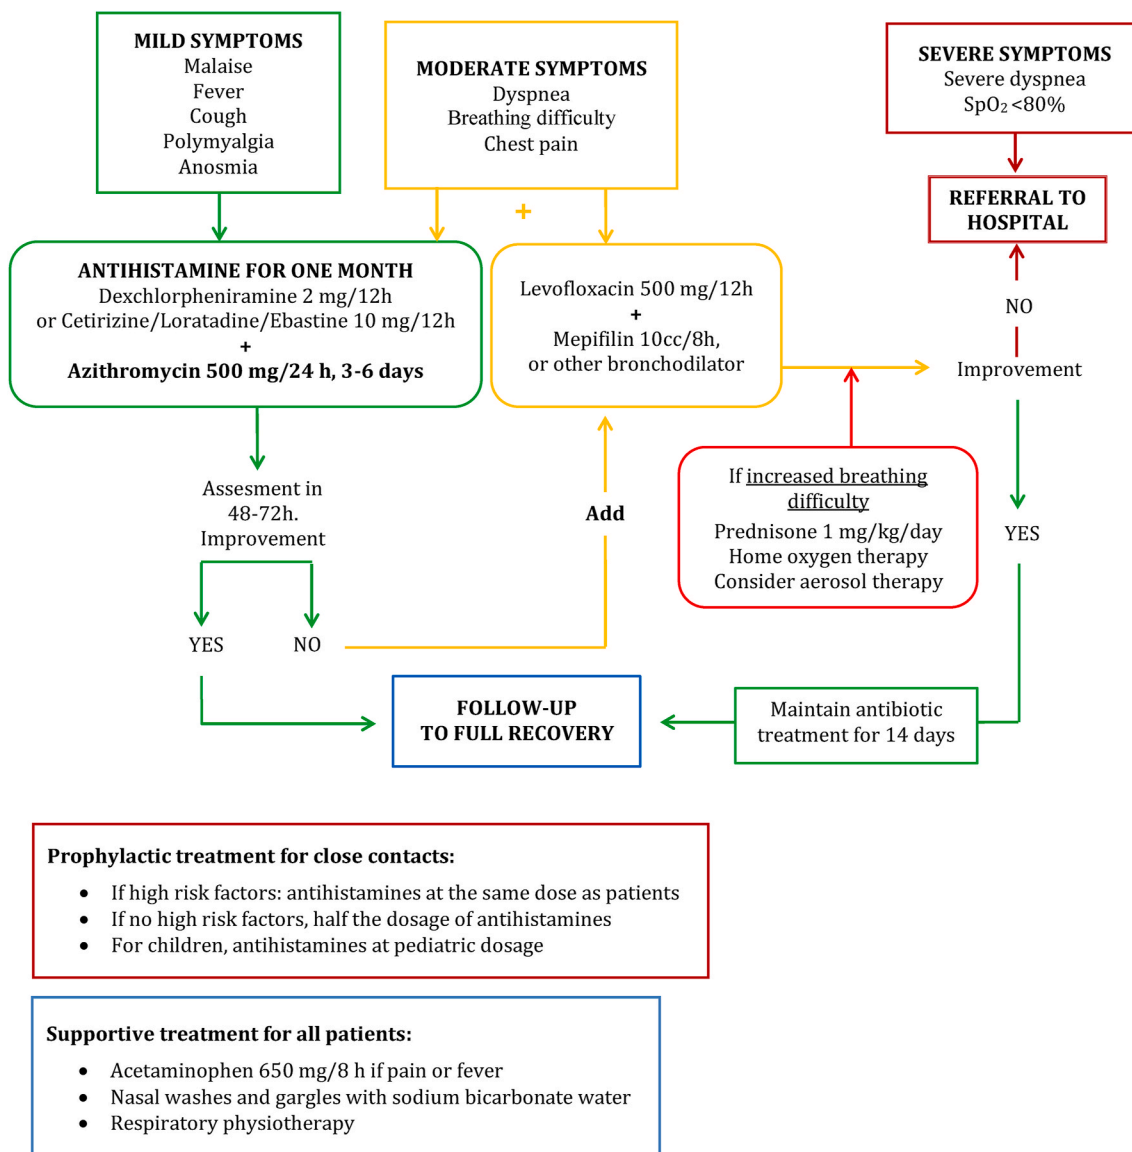 MILD SYMPTOMS
Malaise
Fever
Cough
Polymyalgia
Anosmia
MODERATE SYMPTOMS
Dyspnea
Breathing difficulty
Chest pain
SEVERE SYMPTOMS
Severe dyspnea
SpO₂ <80%
+
REFERRAL TO
HOSPITAL
ANTIHISTAMINE FOR ONE MONTH
Dexchlorpheniramine 2 mg/12h
or Cetirizine/Loratadine/Ebastine 10 mg/12h
+
Azithromycin 500 mg/24 h, 3-6 days
Levofloxacin 500 mg/12h
+
Mepifilin 10cc/8h,
or other bronchodilator
NO
Improvement
If increased breathing
difficulty
Prednisone 1 mg/kg/day
Home oxygen therapy
Consider aerosol therapy
Assesment in
48-72h.
Improvement
Add
YES
YES
NO
FOLLOW-UP
TO FULL RECOVERY
Maintain antibiotic
treatment for 14 days
Prophylactic treatment for close contacts:
• If high risk factors: antihistamines at the same dose as patients
• If no high risk factors, half the dosage of antihistamines
• For children, antihistamines at pediatric dosage
Supportive treatment for all patients:
• Acetaminophen 650 mg/8 h if pain or fever
• Nasal washes and gargles with sodium bicarbonate water
• Respiratory physiotherapy